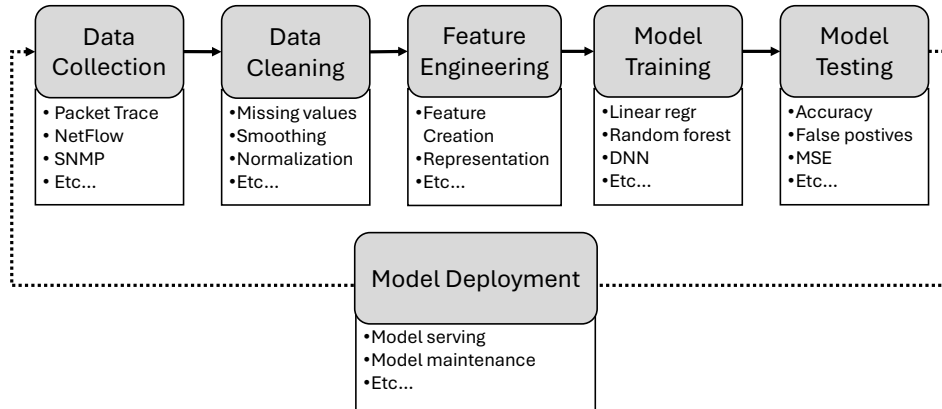 Data
Collection
• Packet Trace
• NetFlow
• SNMP
• Etc...
Data
Cleaning
•Missing values
•Smoothing
•Normalization
•Etc...
Feature
Engineering
•Feature
Creation
•Representation
•Etc...
Model
Training
•Linear regr
•Random forest
•DNN
•Etc...
Model
Testing
•Accuracy
•False postives
•MSE
•Etc...
Model Deployment
•Model serving
•Model maintenance
•Etc...